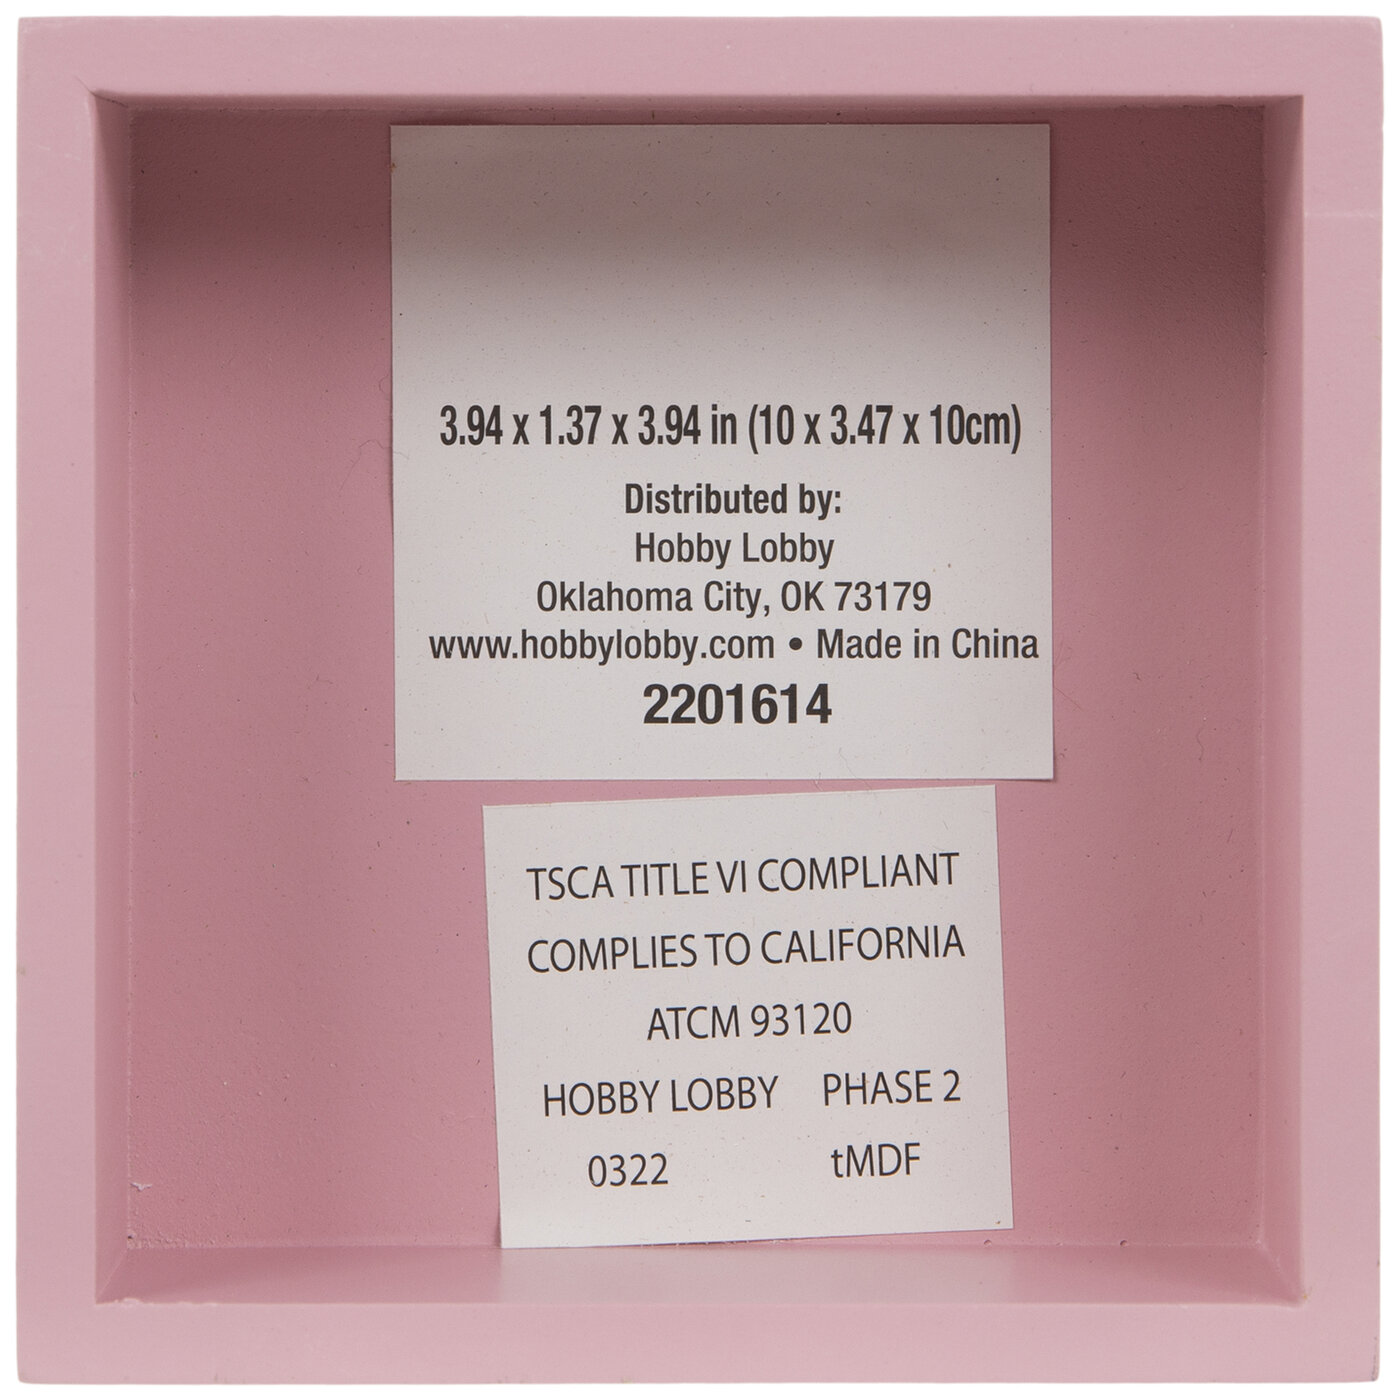 3.94 x 1.37 x 3.94 in (10 x 3.47 x 10cm)
Distributed by:
Hobby Lobby
Oklahoma City, OK 73179
www.hobbylobby.com • Made in China
2201614
TSCA TITLE VI COMPLIANT
COMPLIES TO CALIFORNIA
ATCM 93120
HOBBY LOBBY PHASE 2
0322 tMDF